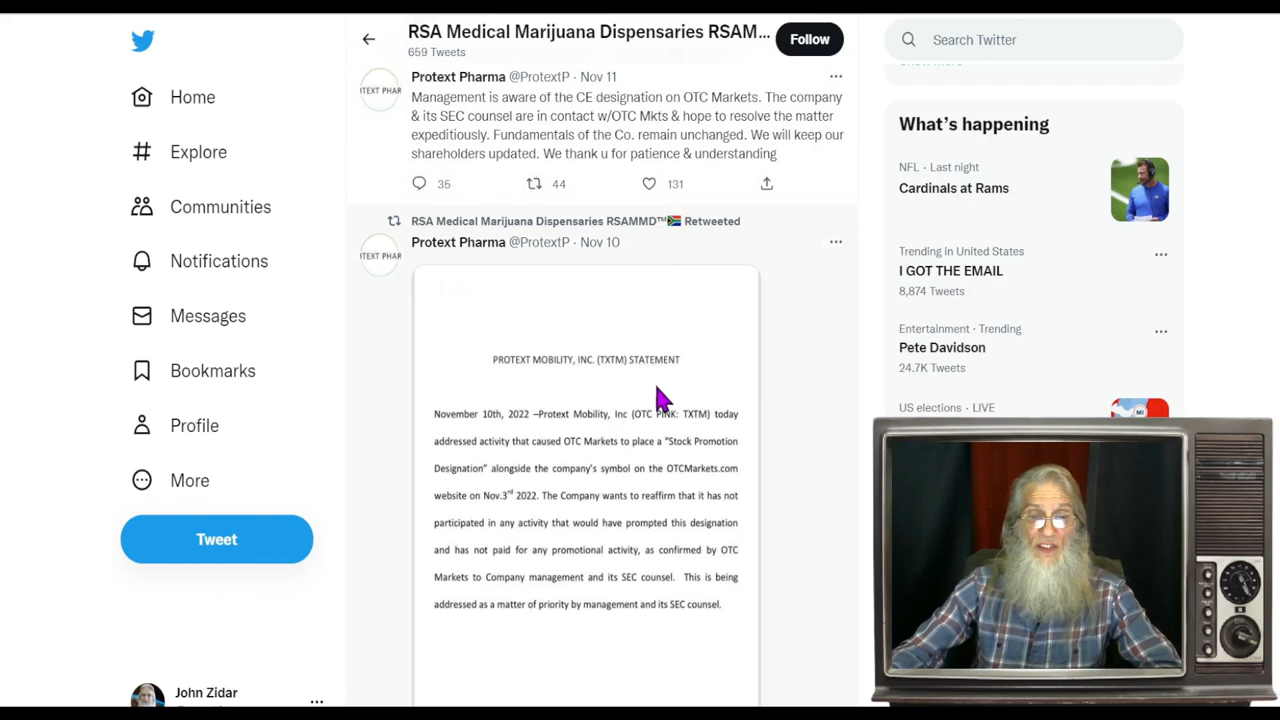 Home
Explore
Communities
Notifications
Messages
Bookmarks
Profile
More
Tweet
John Zidar
RSA Medical Marijuana Dispensaries RSAM...
659 Tweets
Follow
Protext Pharma @ProtextP · Nov 11
Management is aware of the CE designation on OTC Markets. The company
& its SEC counsel are in contact w/OTC Mkts & hope to resolve the matter
expeditiously. Fundamentals of the Co. remain unchanged. We will keep our
shareholders updated. We thank u for patience & understanding
35 44 131
RSA Medical Marijuana Dispensaries RSAMMD™🇿🇦 Retweeted
Protext Pharma @ProtextP · Nov 10
PROTEXT MOBILITY, INC. (TXTM) STATEMENT
November 10th, 2022 –Protext Mobility, Inc (OTC PINK: TXTM) today
addressed activity that caused OTC Markets to place a "Stock Promotion
Designation" alongside the company's symbol on the OTCMarkets.com
website on Nov.3rd 2022. The Company wants to reaffirm that it has not
participated in any activity that would have prompted this designation
and has not paid for any promotional activity, as confirmed by OTC
Markets to Company management and its SEC counsel. This is being
addressed as a matter of priority by management and its SEC counsel.
Search Twitter
What's happening
NFL · Last night
Cardinals at Rams
Trending in United States
I GOT THE EMAIL
8,874 Tweets
Entertainment · Trending
Pete Davidson
24.7K Tweets
US elections · LIVE